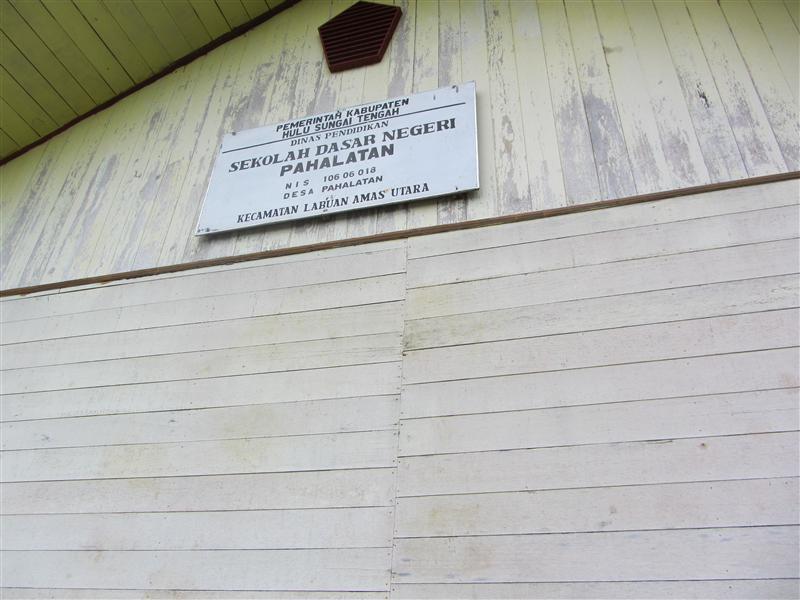 PEMERINTAH KABUPATEN
HULU SUNGAI TENGAH
DINAS PENDIDIKAN
SEKOLAH DASAR NEGERI
PAHALATAN
N I S 106 06 018
DESA PAHALATAN
KECAMATAN LABUAN AMAS UTARA